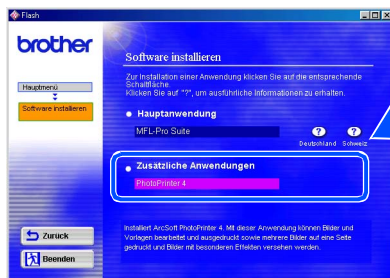 Flash
brother
Software installieren
Zur Installation einer Anwendung klicken Sie auf die entsprechende
Schaltfläche.
Klicken Sie auf "?", um ausführliche Informationen zu erhalten.
Hauptmenü
Software installieren
Hauptanwendung
MFL-Pro Suite
? ?
Deutschland Schweiz
Zusätzliche Anwendungen
PhotoPrinter 4
Zurück
Beenden
Installiert ArcSoft PhotoPrinter 4. Mit dieser Anwendung können Bilder und
Vorlagen bearbeitet und ausgedruckt sowie mehrere Bilder auf eine Seite
gedruckt und Bilder mit besonderen Effekten versehen werden.